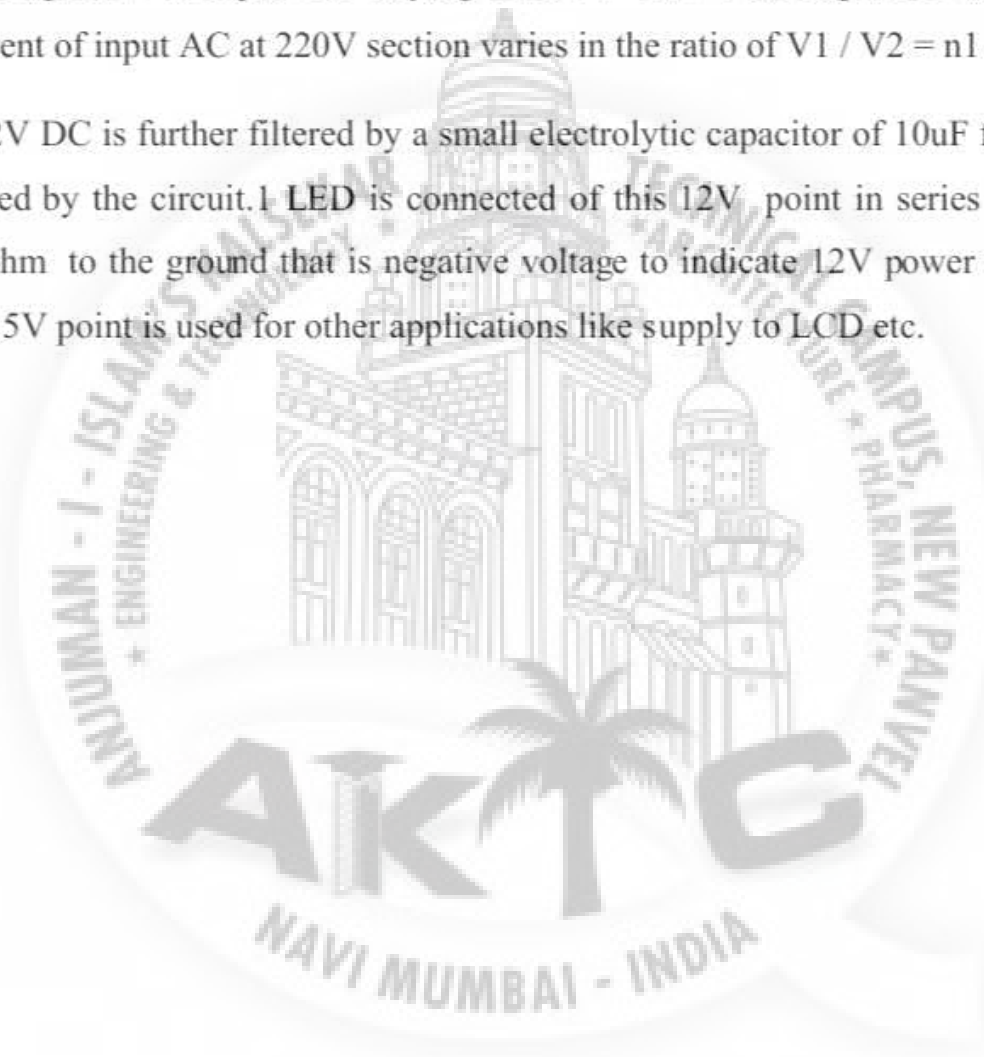 ent of input AC at 220V section varies in the ratio of V1 / V2 = n1
V DC is further filtered by a small electrolytic capacitor of 10uF
ed by the circuit.1 LED is connected of this 12V point in series
hm to the ground that is negative voltage to indicate 12V power
5V point is used for other applications like supply to LCD etc.
ANJUMAN - I - ISLAM'S KALSEKAR TECHNICAL CAMPUS, NEW PANVEL
★ ENGINEERING & TECHNOLOGY ★ ARCHITECTURE ★ PHARMACY ★
AKTC
NAVI MUMBAI - INDIA